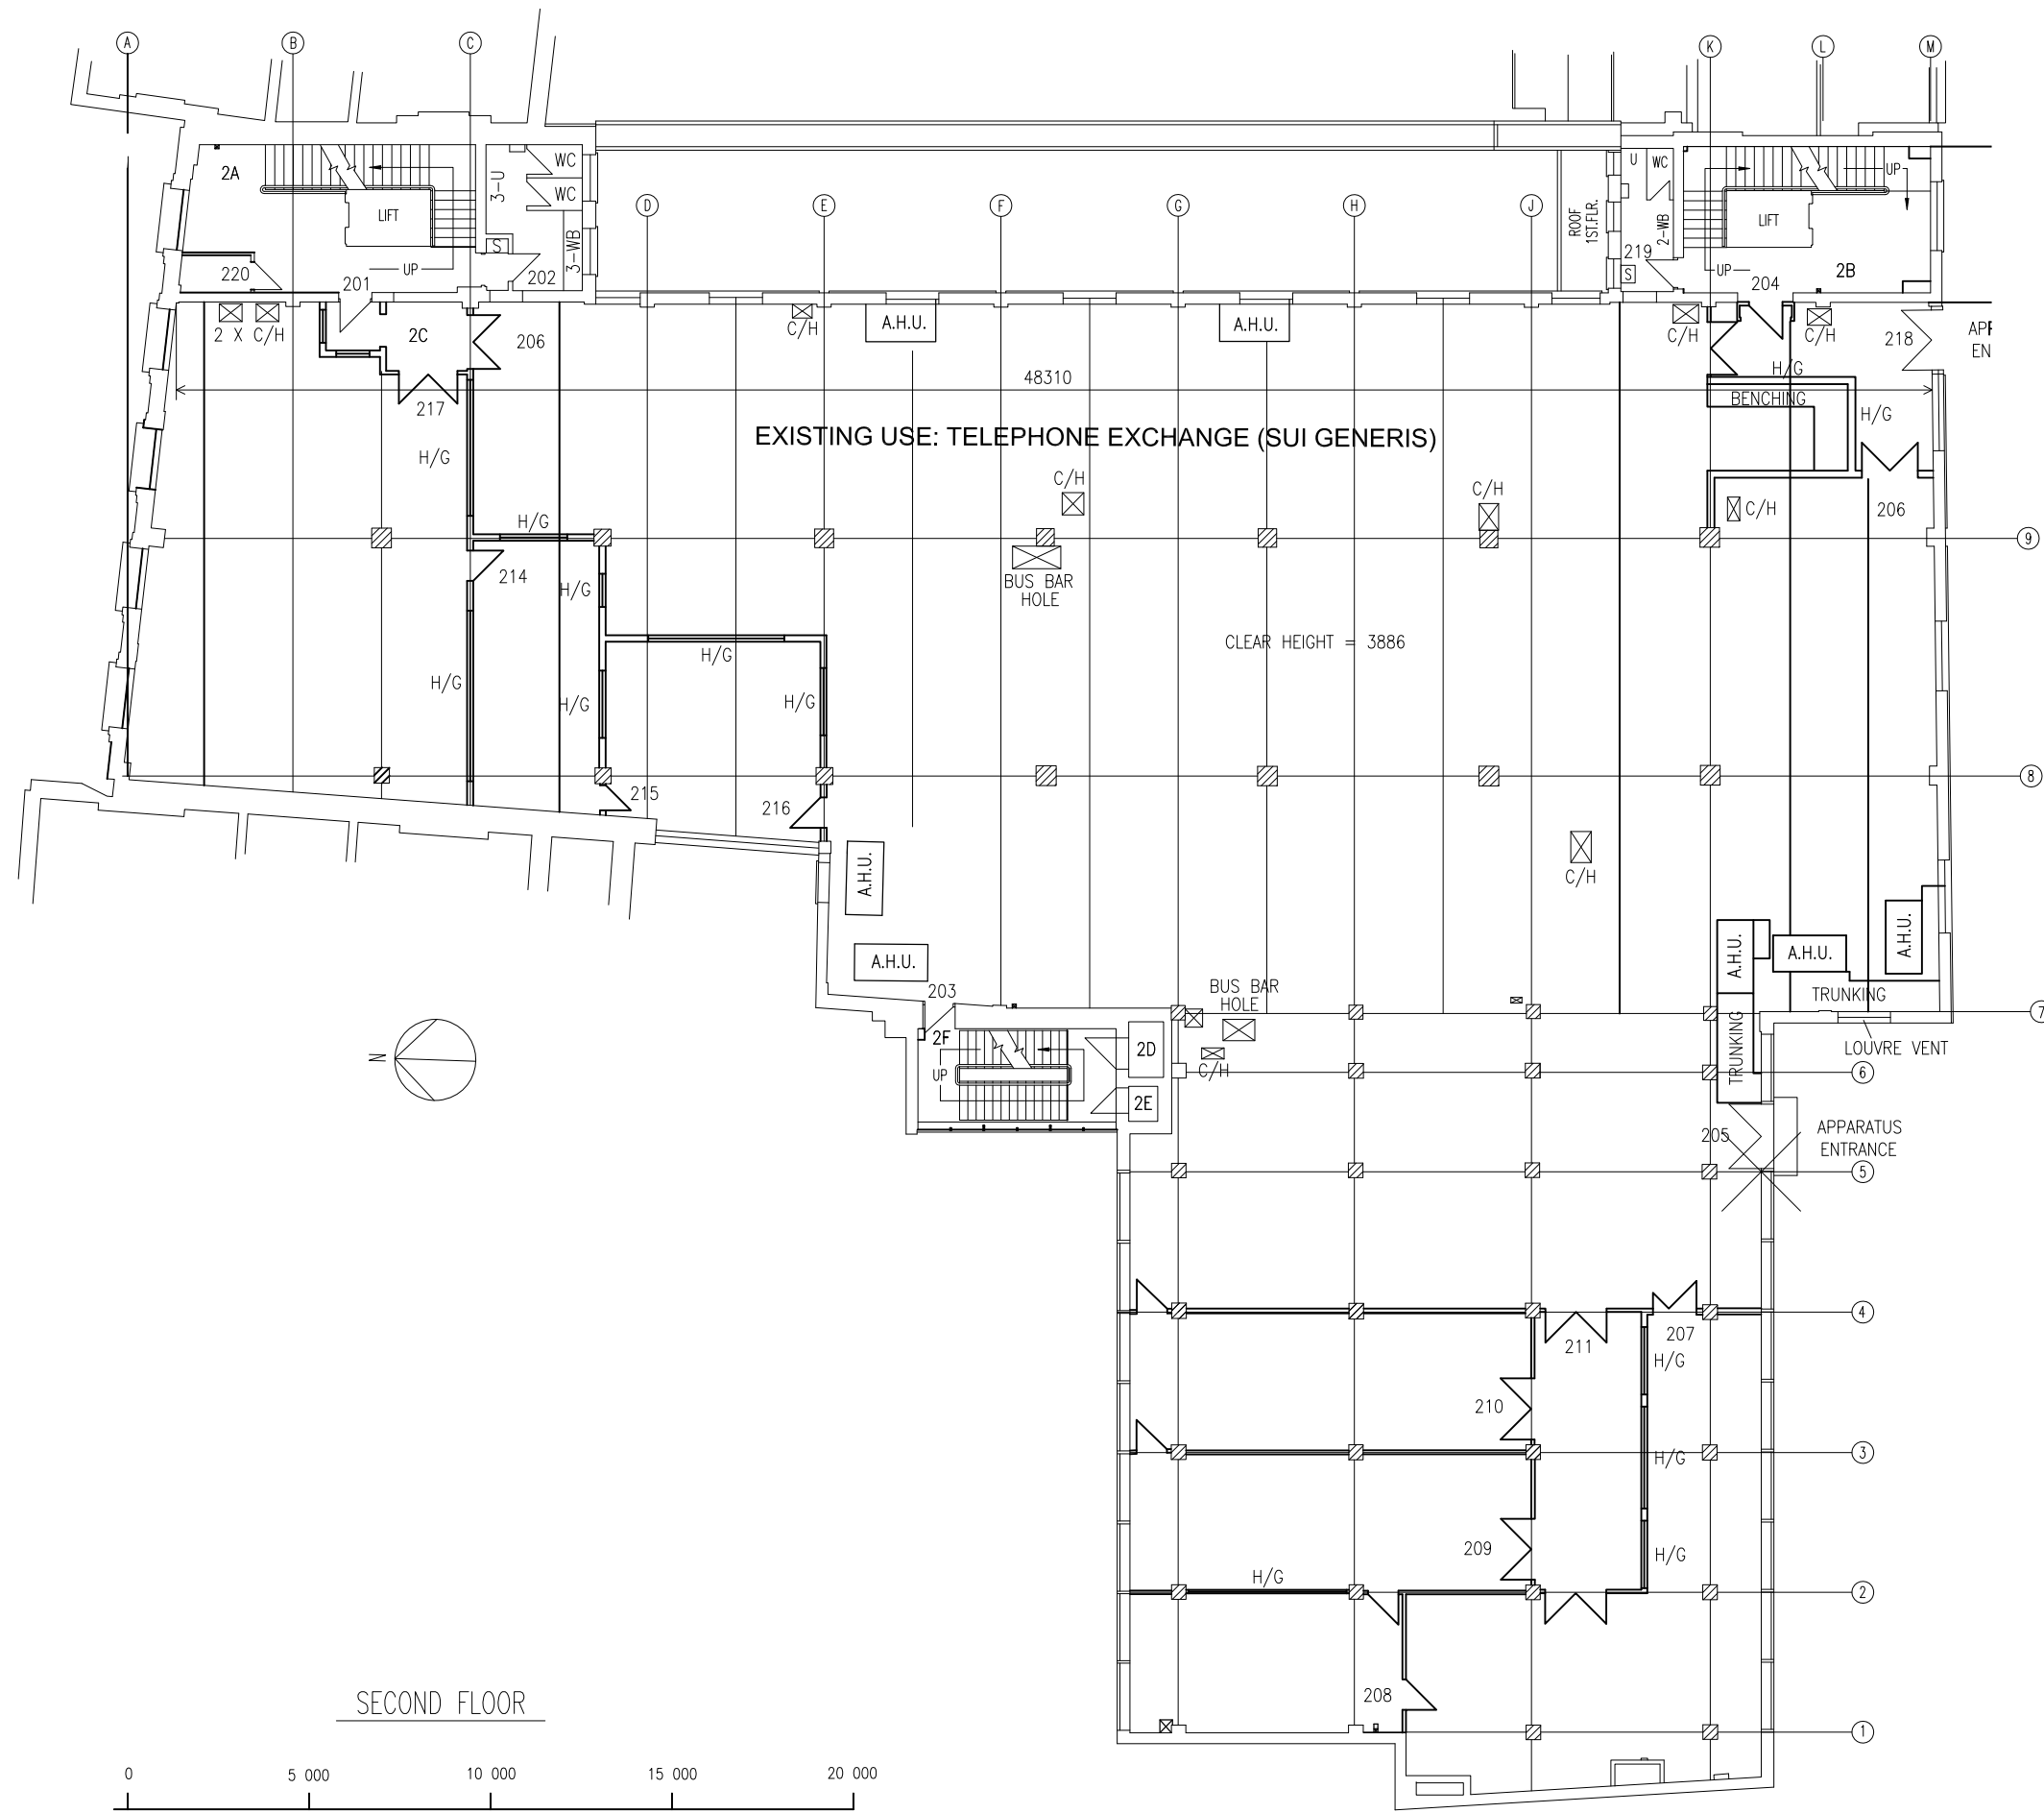 A
B
C
K
L
M
2A
LIFT
UP
3-U
WC
WC
S
3-WB
202
220
201
D
E
F
G
H
J
ROOF
1ST.FLR.
U
WC
2-WB
219
S
UP
LIFT
UP
2B
204
2 X C/H
2C
206
217
C/H
A.H.U.
A.H.U.
C/H
C/H
218
H/G
BENCHING
H/G
48310
EXISTING USE: TELEPHONE EXCHANGE (SUI GENERIS)
H/G
C/H
C/H
C/H
206
H/G
9
214
H/G
BUS BAR
HOLE
CLEAR HEIGHT = 3886
H/G
H/G
H/G
H/G
8
215
216
A.H.U.
C/H
A.H.U.
A.H.U.
A.H.U.
A.H.U.
203
BUS BAR
HOLE
TRUNKING
7
TRUNKING
LOUVRE VENT
N
2F
UP
2D
2E
C/H
6
205
APPARATUS
ENTRANCE
5
4
211
207
H/G
210
3
H/G
209
H/G
H/G
2
208
1
SECOND FLOOR
0
5 000
10 000
15 000
20 000